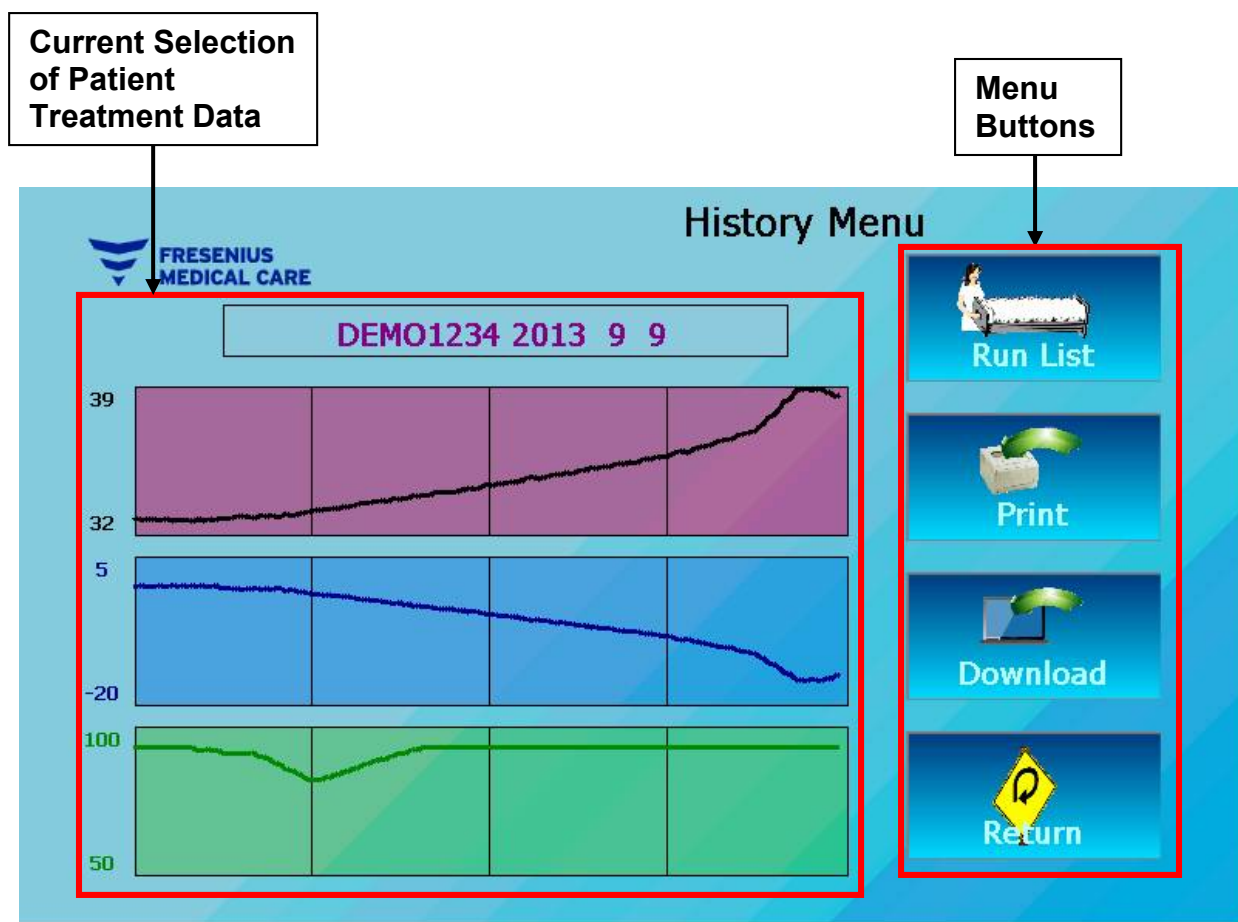 Current Selection
of Patient
Treatment Data
Menu
Buttons
History Menu
FRESENIUS
MEDICAL CARE
DEMO1234 2013 9 9
39
32
5
-20
100
50
Run List
Print
Download
Return